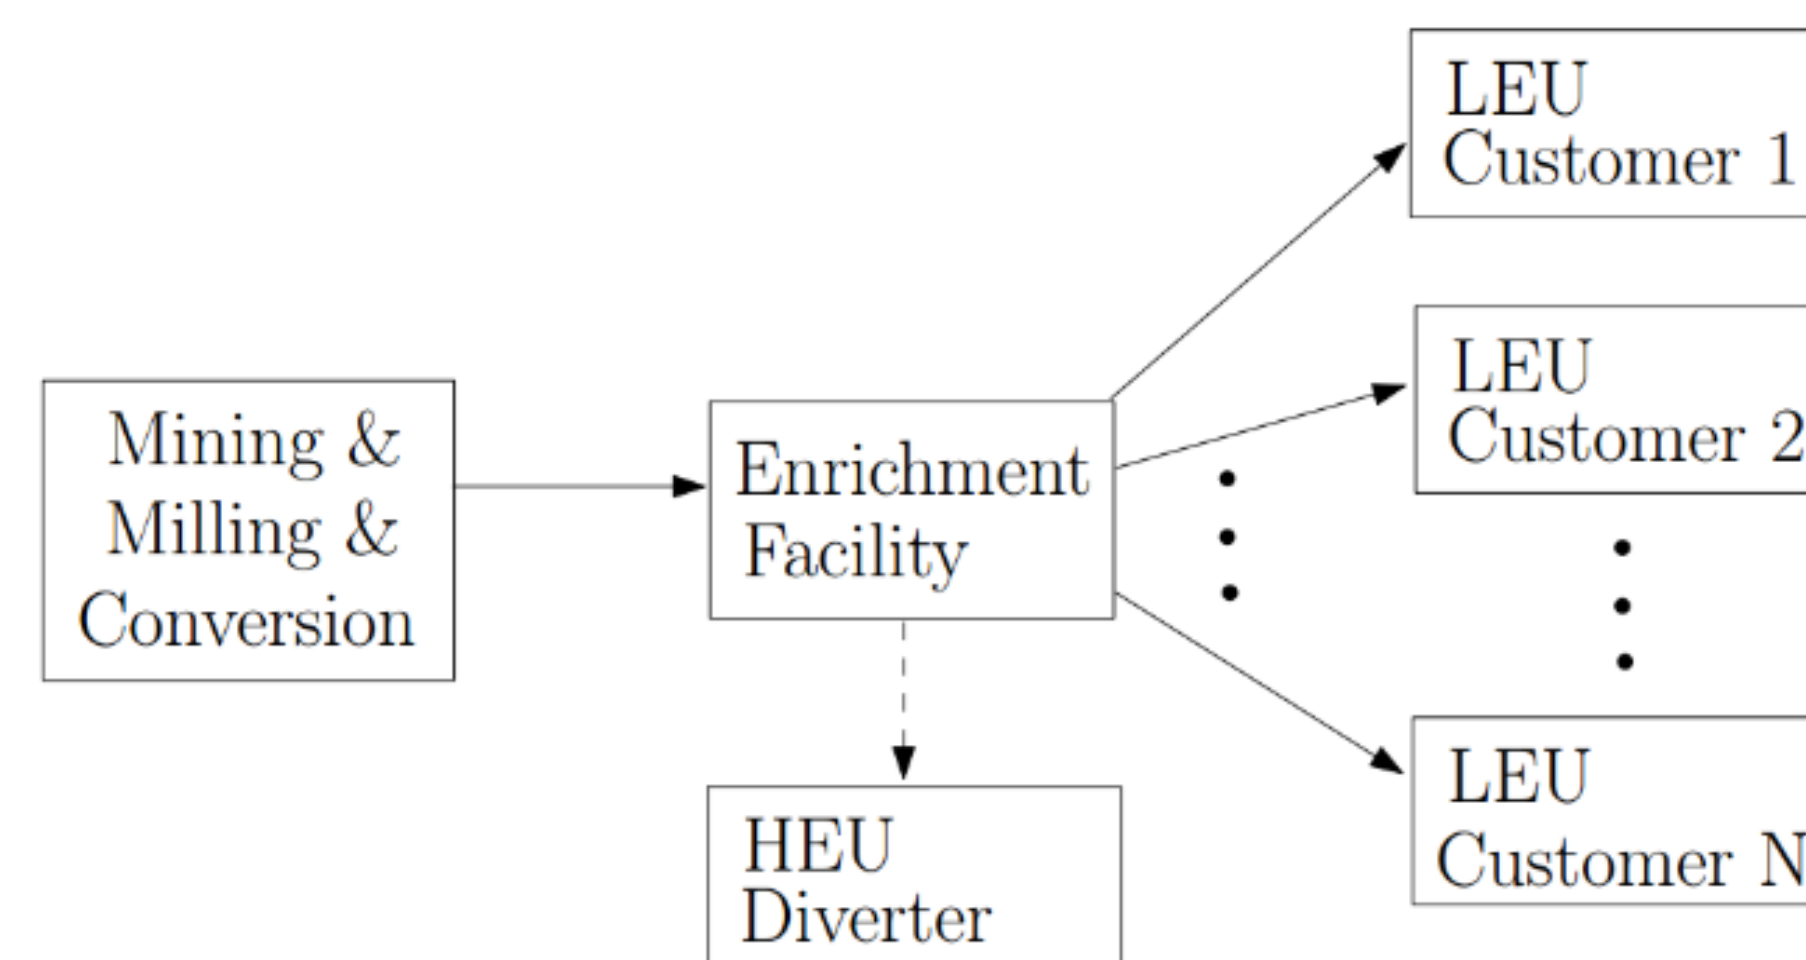 LEU
Customer 1
LEU
Customer 2
Mining &
Milling &
Conversion
Enrichment
Facility
LEU
Customer N
HEU
Diverter